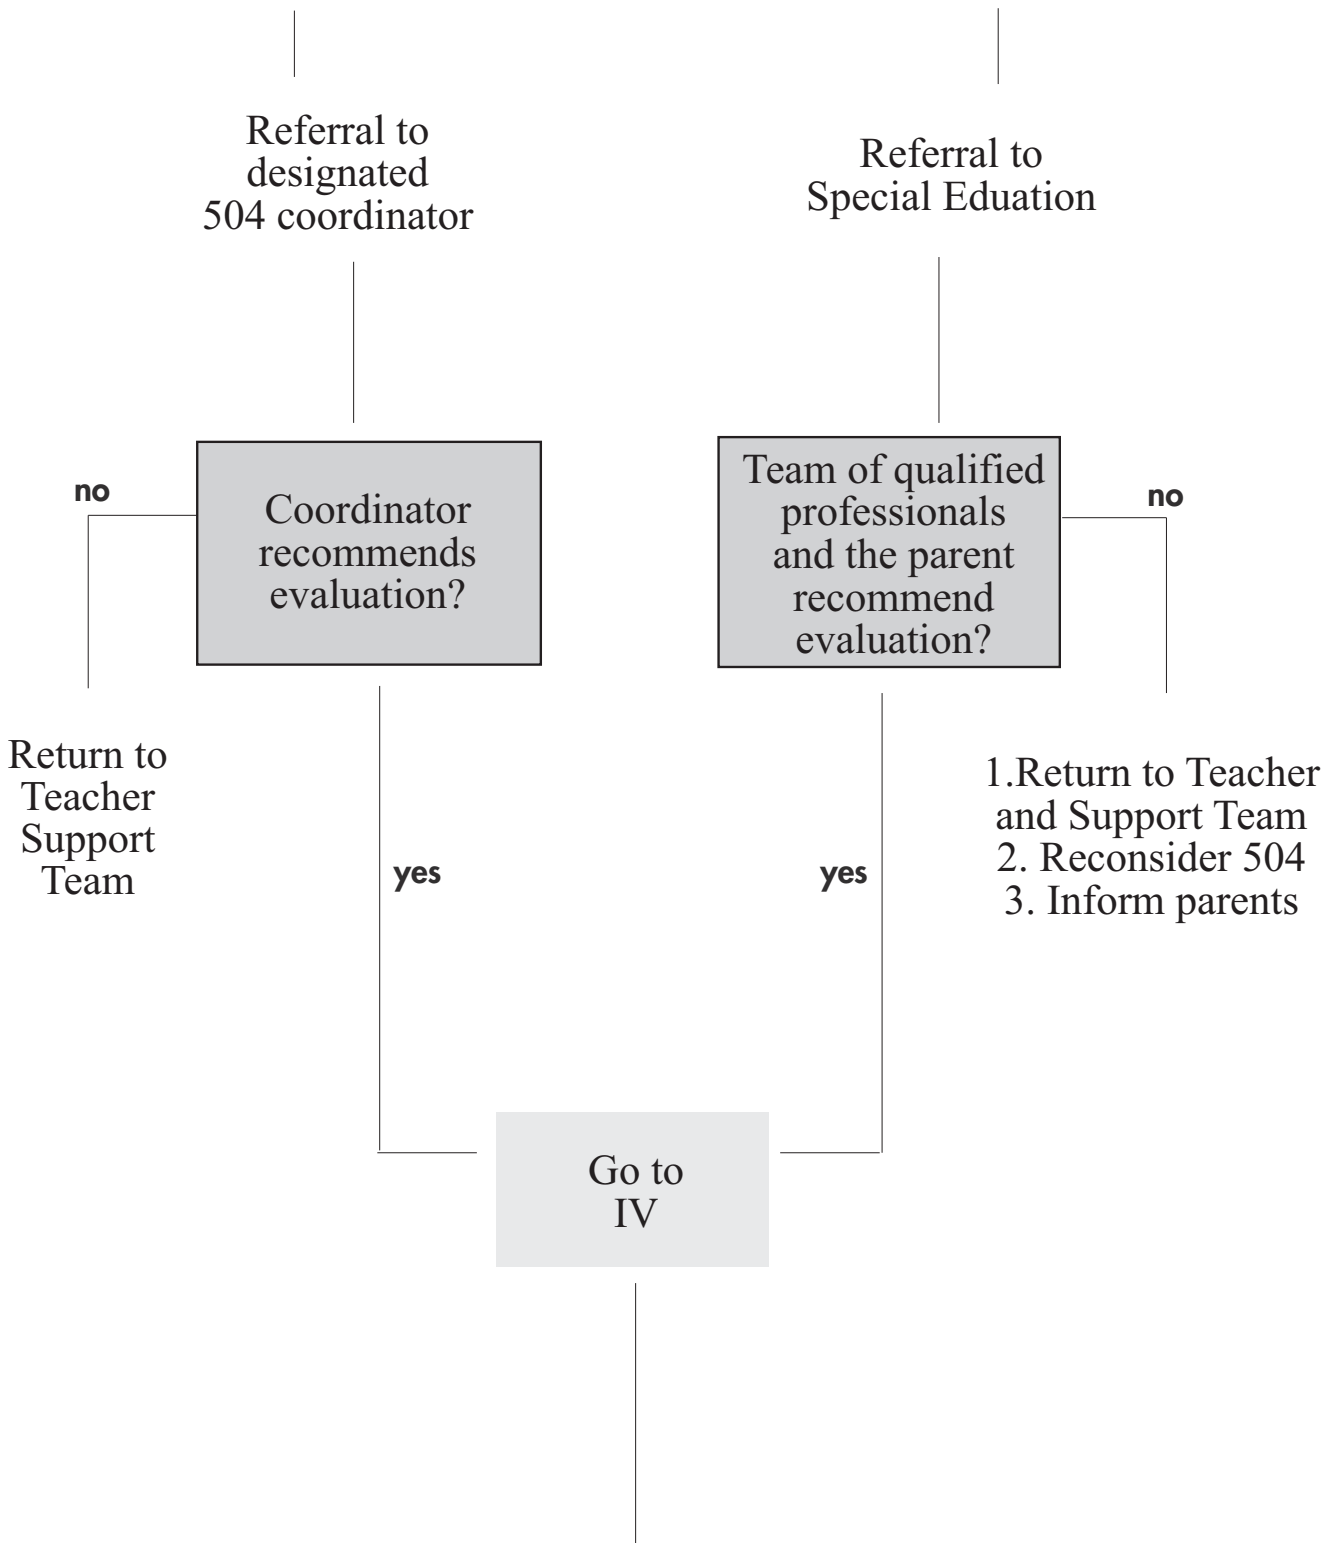 Referral to
designated
504 coordinator
Referral to
Special Eduation
no
Coordinator
recommends
evaluation?
Team of qualified
professionals
and the parent
recommend
evaluation?
no
Return to
Teacher
Support
Team
yes
yes
1.Return to Teacher
and Support Team
2. Reconsider 504
3. Inform parents
Go to
IV